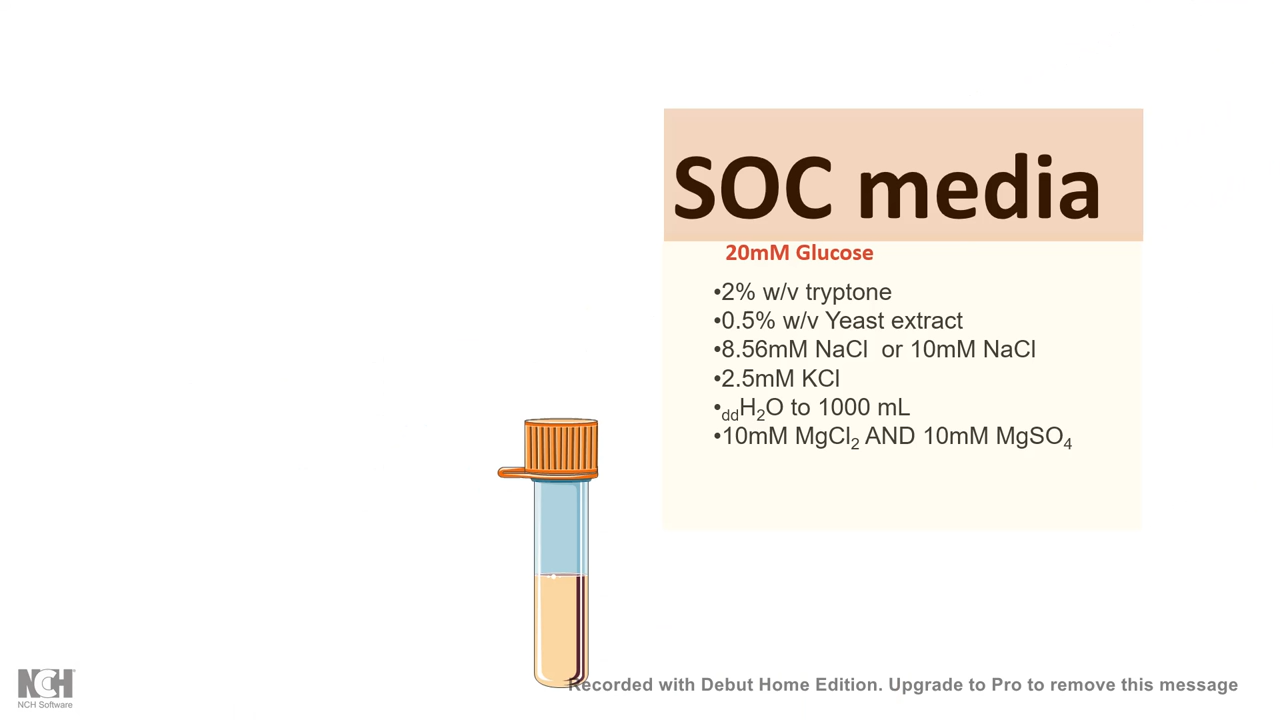 SOC media
20mM Glucose
•2% w/v tryptone
•0.5% w/v Yeast extract
•8.56mM NaCl or 10mM NaCl
•2.5mM KCl
•ddH2O to 1000 mL
•10mM MgCl2 AND 10mM MgSO4
NCH
NCH Software
Recorded with Debut Home Edition. Upgrade to Pro to remove this message